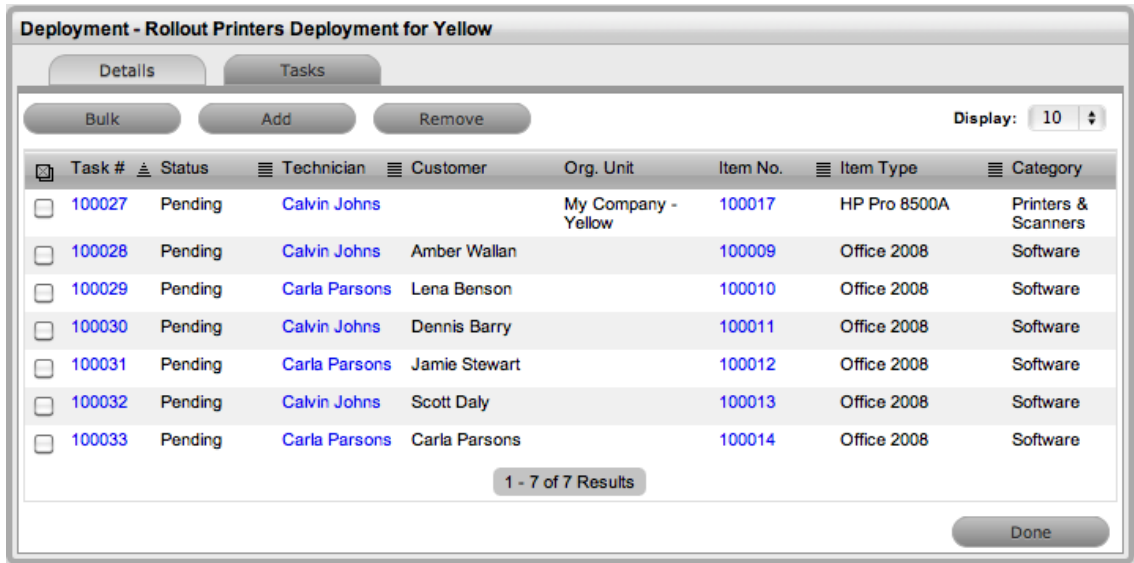 Deployment - Rollout Printers Deployment for Yellow
Details Tasks
Bulk Add Remove Display: 10
Task # Status Technician Customer Org. Unit Item No. Item Type Category
100027 Pending Calvin Johns My Company - 100017 HP Pro 8500A Printers &
Yellow Scanners
100028 Pending Calvin Johns Amber Wallan 100009 Office 2008 Software
100029 Pending Carla Parsons Lena Benson 100010 Office 2008 Software
100030 Pending Calvin Johns Dennis Barry 100011 Office 2008 Software
100031 Pending Carla Parsons Jamie Stewart 100012 Office 2008 Software
100032 Pending Calvin Johns Scott Daly 100013 Office 2008 Software
100033 Pending Carla Parsons Carla Parsons 100014 Office 2008 Software
1 - 7 of 7 Results
Done